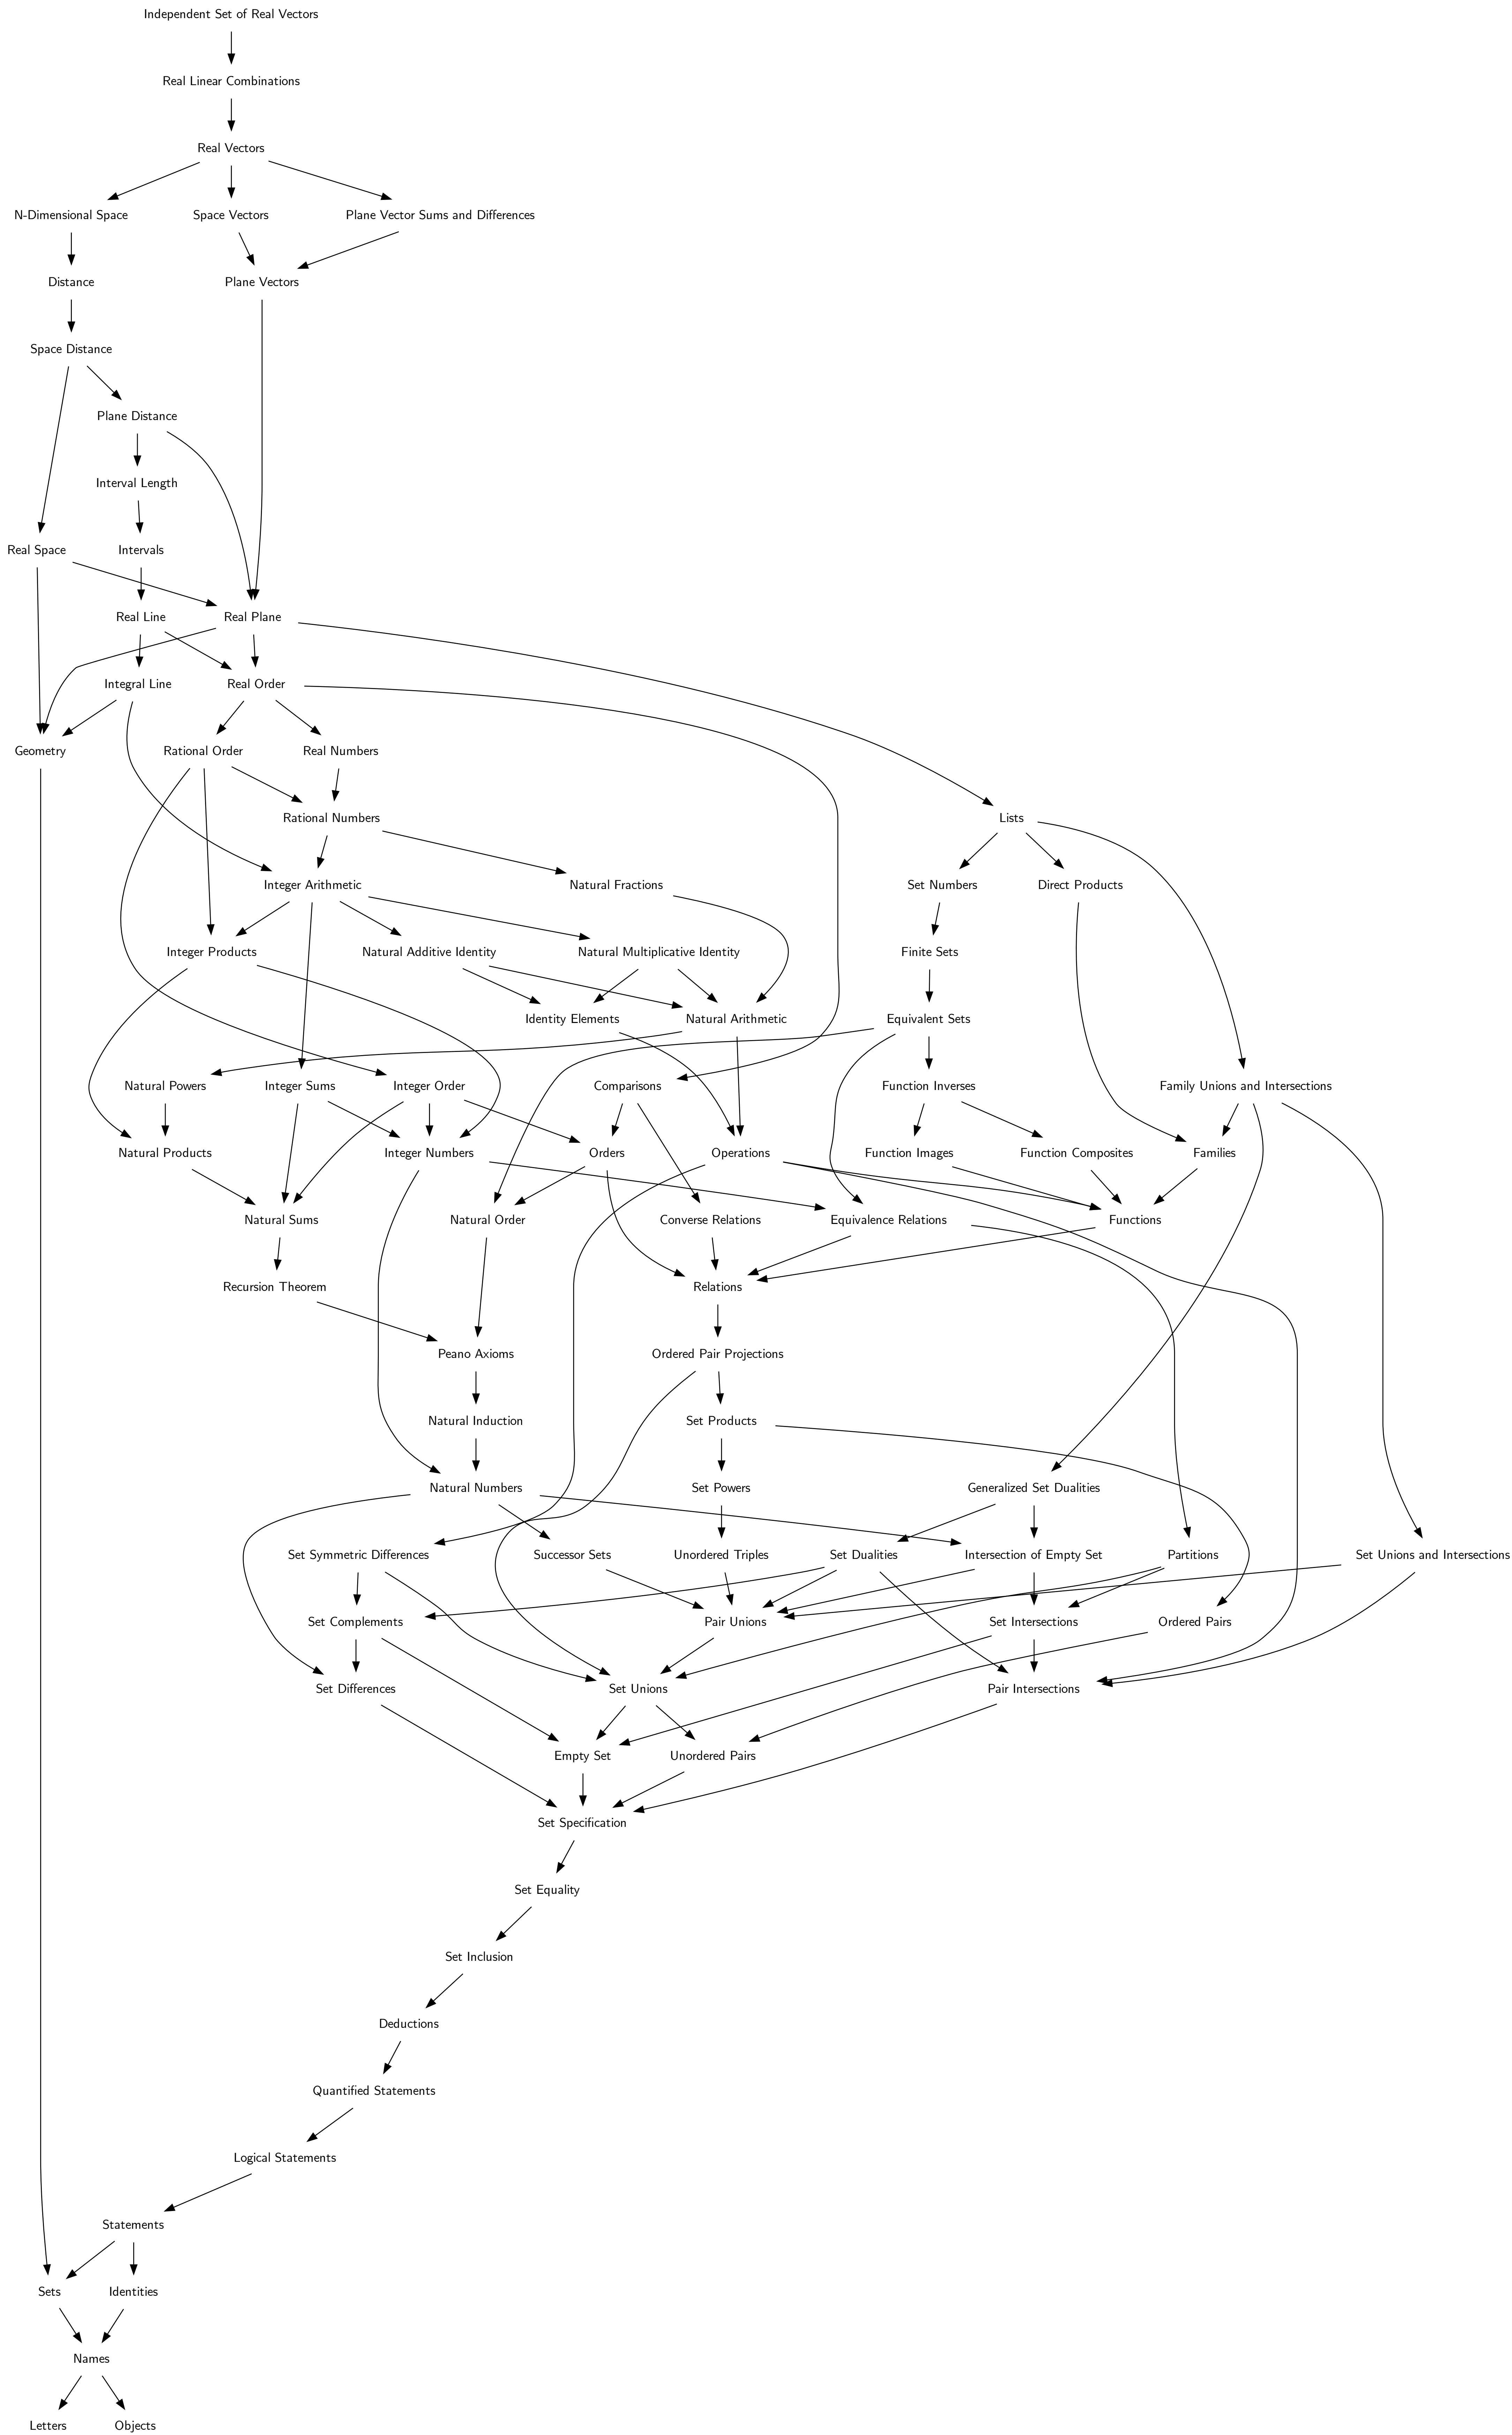 Independent Set of Real Vectors
Real Linear Combinations
Real Vectors
N-Dimensional Space
Space Vectors
Plane Vector Sums and Differences
Distance
Plane Vectors
Space Distance
Plane Distance
Interval Length
Real Space
Intervals
Real Line
Real Plane
Integral Line
Real Order
Geometry
Rational Order
Real Numbers
Rational Numbers
Lists
Integer Arithmetic
Natural Fractions
Set Numbers
Direct Products
Integer Products
Natural Additive Identity
Natural Multiplicative Identity
Finite Sets
Identity Elements
Natural Arithmetic
Equivalent Sets
Natural Powers
Integer Sums
Integer Order
Comparisons
Function Inverses
Family Unions and Intersections
Natural Products
Integer Numbers
Orders
Operations
Function Images
Function Composites
Families
Natural Sums
Natural Order
Converse Relations
Equivalence Relations
Functions
Recursion Theorem
Relations
Peano Axioms
Ordered Pair Projections
Natural Induction
Set Products
Natural Numbers
Set Powers
Generalized Set Dualities
Set Symmetric Differences
Successor Sets
Unordered Triples
Set Dualities
Intersection of Empty Set
Partitions
Set Unions and Intersections
Set Complements
Pair Unions
Set Intersections
Ordered Pairs
Set Differences
Set Unions
Pair Intersections
Empty Set
Unordered Pairs
Set Specification
Set Equality
Set Inclusion
Deductions
Quantified Statements
Logical Statements
Statements
Sets
Identities
Names
Letters
Objects